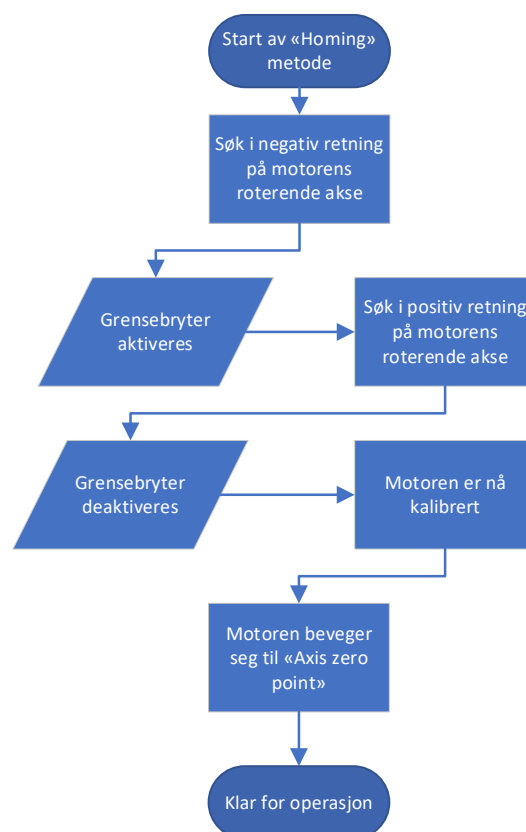 Start av «Homing»
metode
Søk i negativ retning
på motorens
roterende akse
Grensebryter
aktiveres
Søk i positiv retning
på motorens
roterende akse
Grensebryter
deaktiveres
Motoren er nå
kalibrert
Motoren beveger
seg til «Axis zero
point»
Klar for operasjon